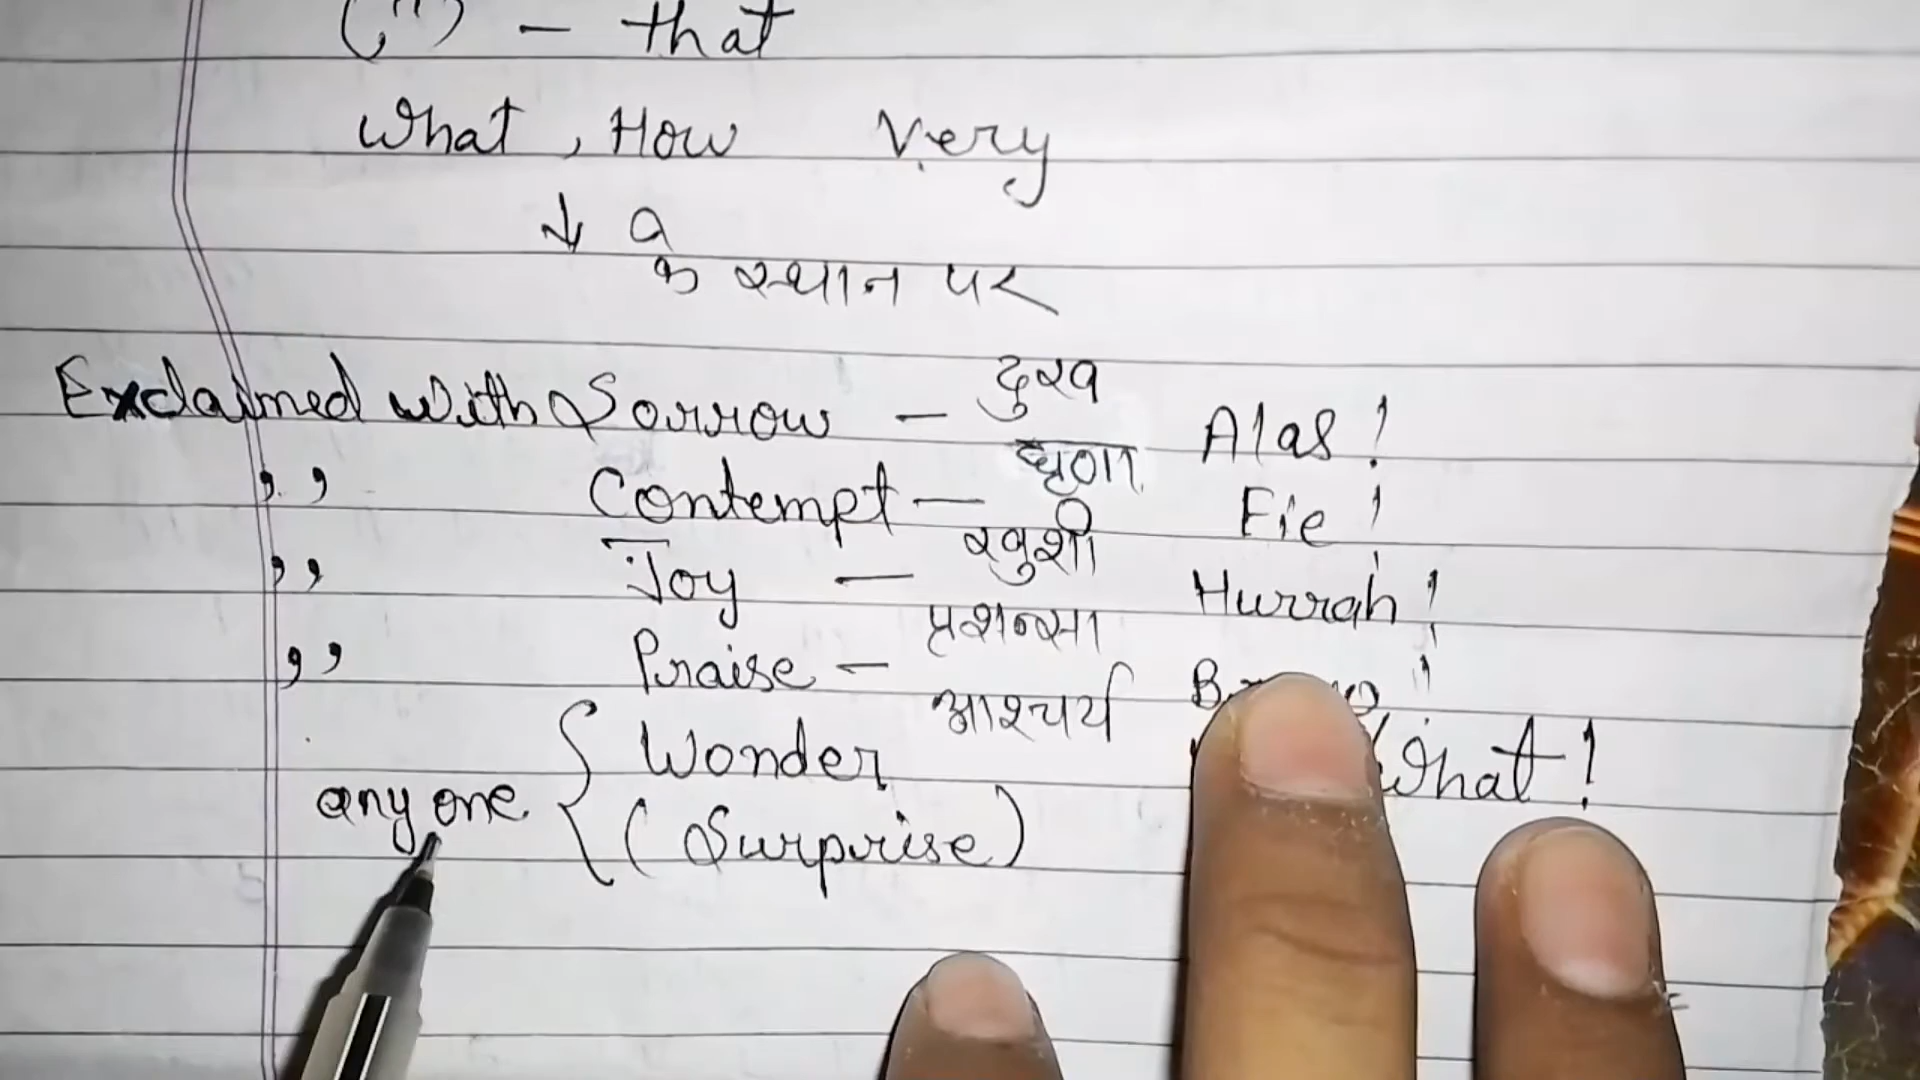 (," ") - that
What, How Very
↓ a
के स्थान पर
Exclaimed with Sorrow - दुख Alas!
,, Contempt - घृणा Fie!
,, Joy - खुशी Hurrah!
,, Praise - प्रशन्सा
any one { Wonder आश्चर्य What!
(Surprise)